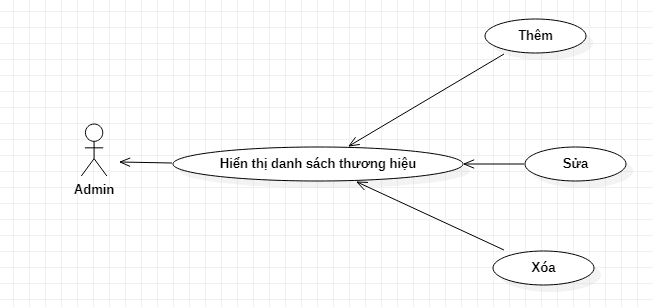 Thêm
Admin
Hiển thị danh sách thương hiệu
Sửa
Xóa